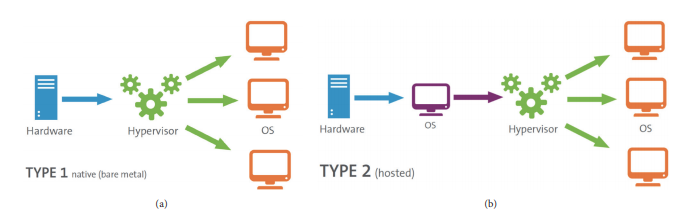 Hardware
Hypervisor
OS
TYPE 1 native (bare metal)
(a)
Hardware
OS
Hypervisor
OS
TYPE 2 (hosted)
(b)